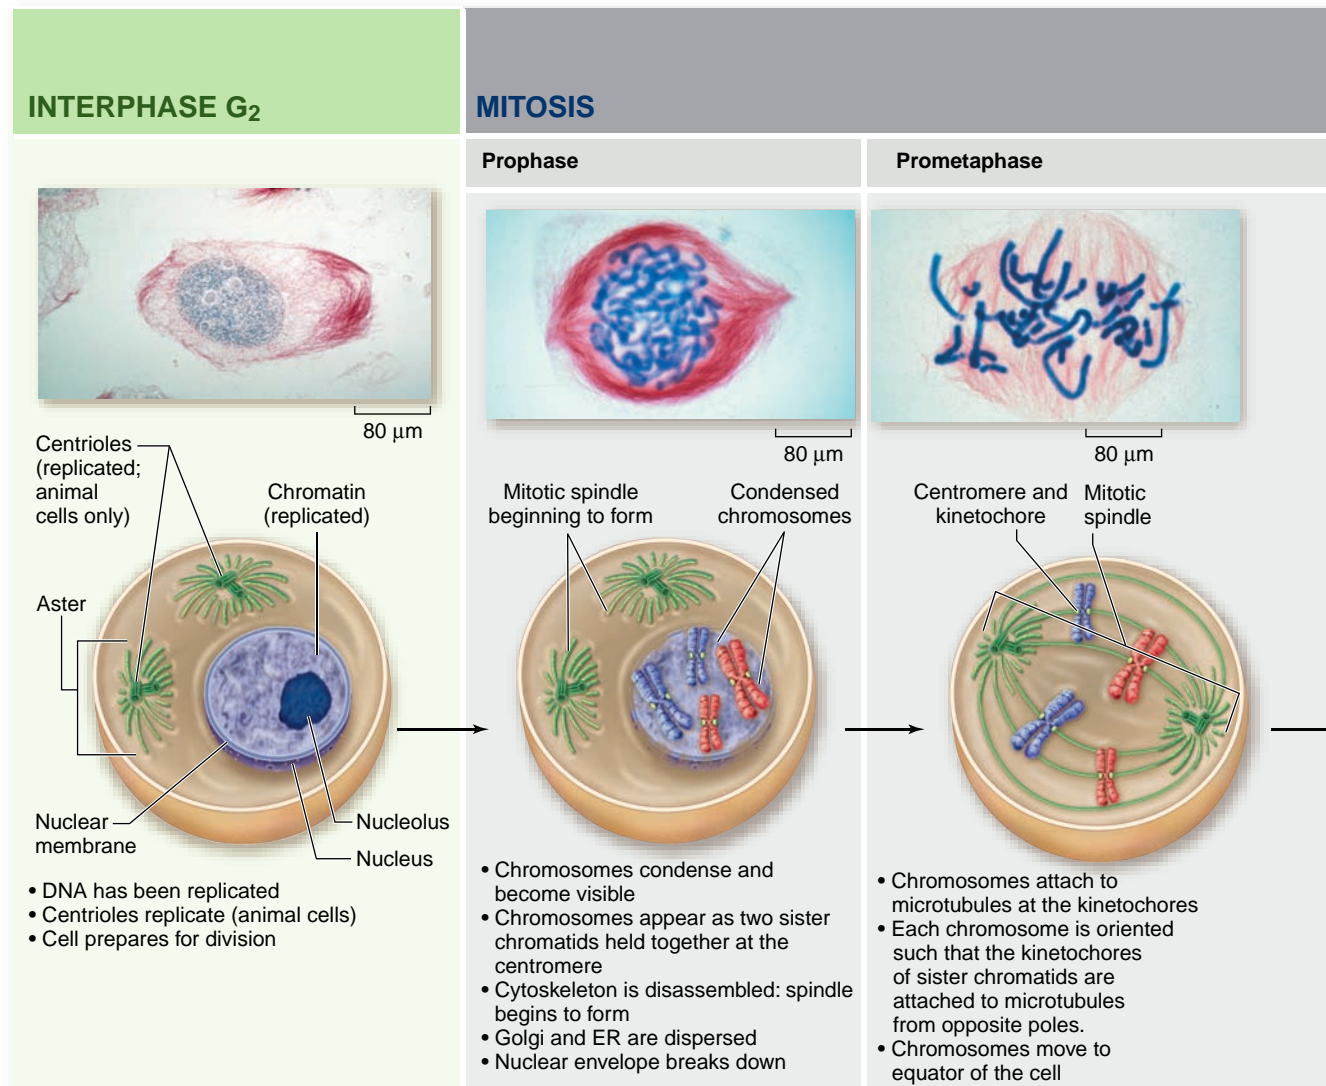 INTERPHASE G2
MITOSIS
Prophase
Prometaphase
80 μm
80 μm
80 μm
Centrioles
(replicated;
animal
cells only)
Chromatin
(replicated)
Aster
Nuclear
membrane
Nucleolus
Nucleus
• DNA has been replicated
• Centrioles replicate (animal cells)
• Cell prepares for division
Mitotic spindle
beginning to form
Condensed
chromosomes
• Chromosomes condense and
become visible
• Chromosomes appear as two sister
chromatids held together at the
centromere
• Cytoskeleton is disassembled: spindle
begins to form
• Golgi and ER are dispersed
• Nuclear envelope breaks down
Centromere and
kinetochore
Mitotic
spindle
• Chromosomes attach to
microtubules at the kinetochores
• Each chromosome is oriented
such that the kinetochores
of sister chromatids are
attached to microtubules
from opposite poles.
• Chromosomes move to
equator of the cell